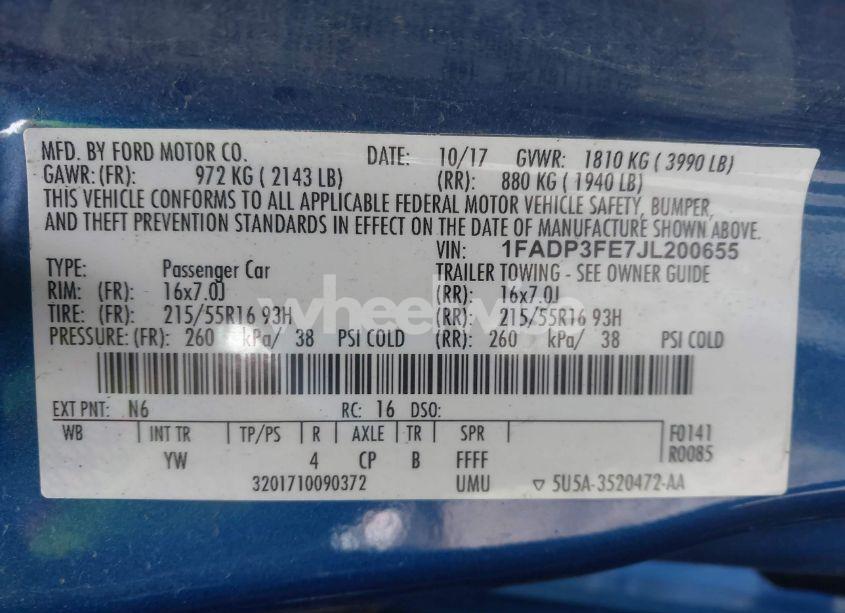 MFD. BY FORD MOTOR CO. DATE: 10/17 GVWR: 1810 KG ( 3990 LB)
GAWR: (FR): 972 KG ( 2143 LB) (RR): 880 KG ( 1940 LB)
THIS VEHICLE CONFORMS TO ALL APPLICABLE FEDERAL MOTOR VEHICLE SAFETY, BUMPER,
AND THEFT PREVENTION STANDARDS IN EFFECT ON THE DATE OF MANUFACTURE SHOWN ABOVE.
VIN: 1FADP3FE7JL200655
TYPE: Passenger Car TRAILER TOWING - SEE OWNER GUIDE
RIM: (FR): 16x7.0J (RR): 16x7.0J
TIRE: (FR): 215/55R16 93H (RR): 215/55R16 93H
PRESSURE: (FR): 260 kPa/ 38 PSI COLD (RR): 260 kPa/ 38 PSI COLD
EXT PNT: N6 RC: 16 DSO:
WB INT TR TP/PS R AXLE TR SPR F0141
YW 4 CP B FFFF R0085
3201710090372 UMU ▽ 5U5A-3520472-AA